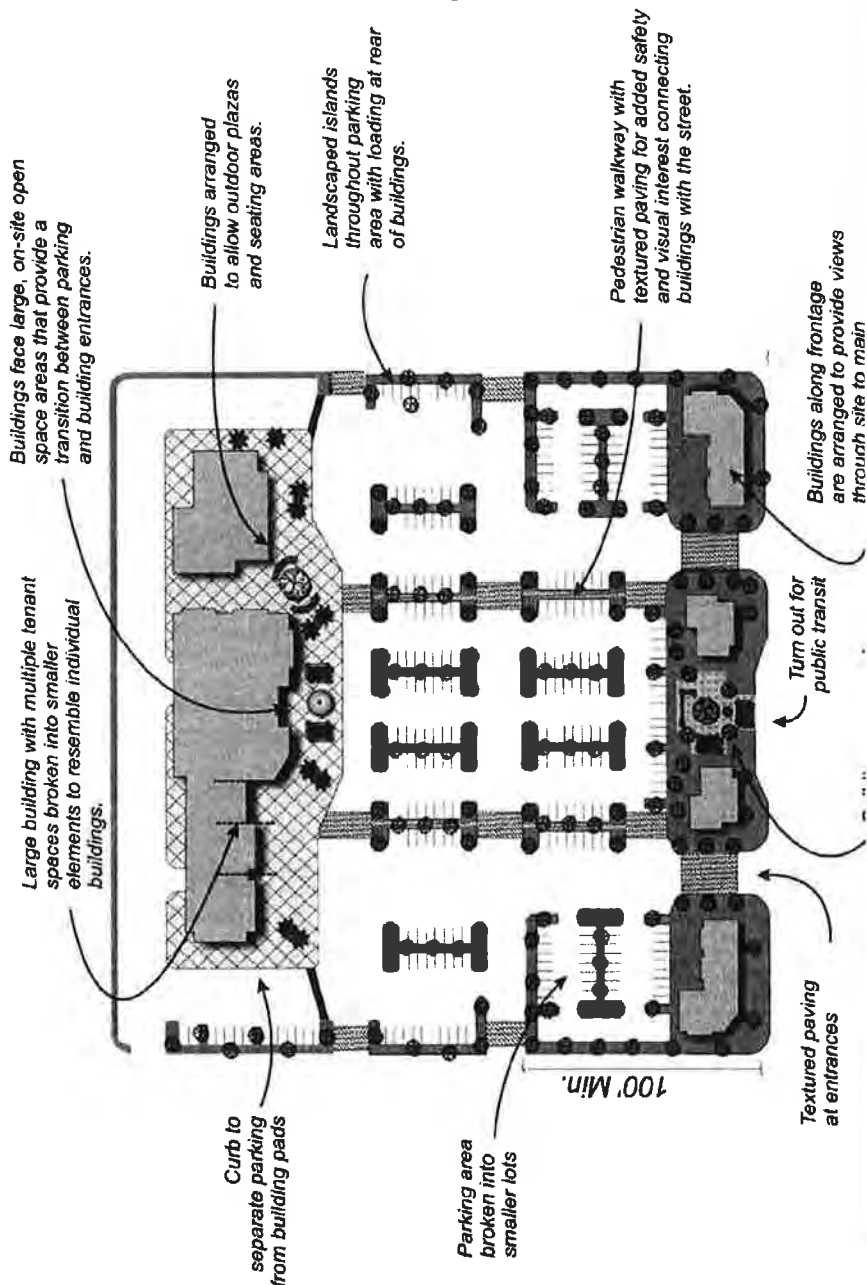 Large building with multiple tenant
spaces broken into smaller
elements to resemble individual
buildings.
Buildings face large, on-site open
space areas that provide a
transition between parking
and building entrances.
Buildings arranged
to allow outdoor plazas
and seating areas.
Landscaped islands
throughout parking
area with loading at rear
of buildings.
Pedestrian walkway with
textured paving for added safety
and visual interest connecting
buildings with the street.
Curb to
separate parking
from building pads
Parking area
broken into
smaller lots
100' Min.
Textured paving
at entrances
Turn out for
public transit
Buildings along frontage
are arranged to provide views
through site to main